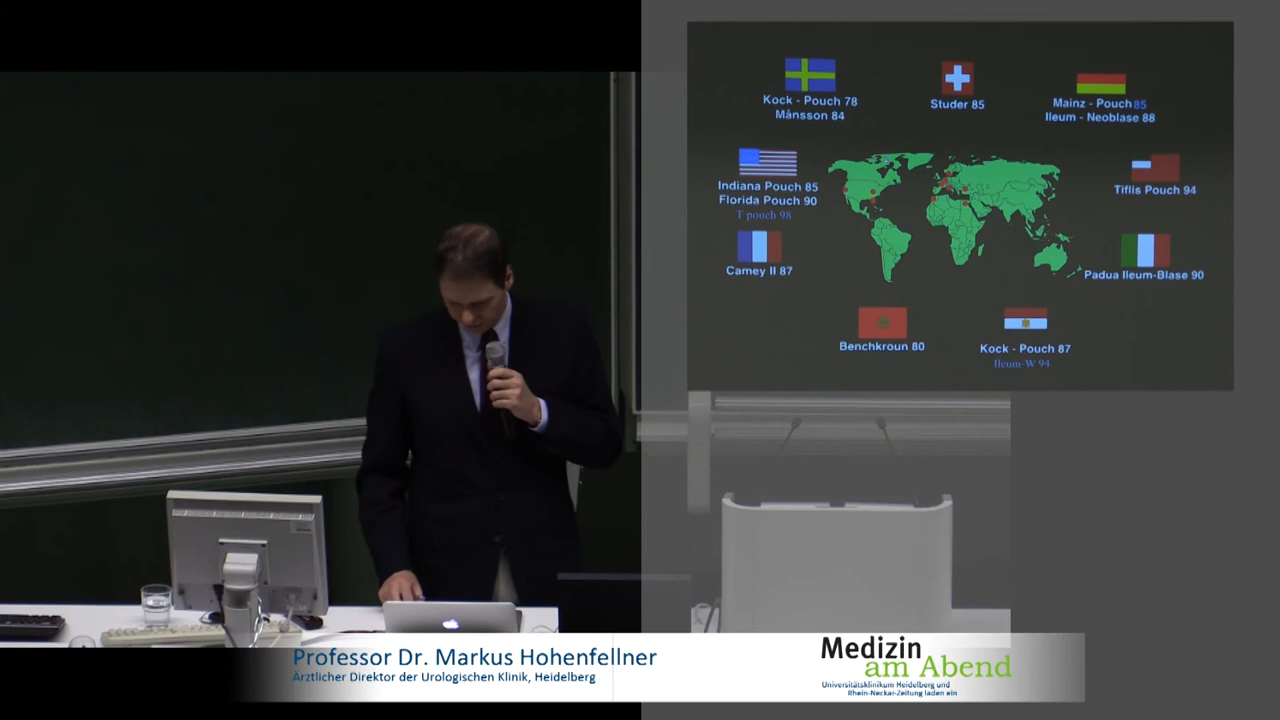 Kock - Pouch 78
Månsson 84
Studer 85
Mainz - Pouch 85
Ileum - Neoblase 88
Indiana Pouch 85
Florida Pouch 90
T pouch 98
Tiflis Pouch 94
Camey II 87
Padua Ileum-Blase 90
Benchkroun 80
Kock - Pouch 87
Ileum-W 94
Professor Dr. Markus Hohenfellner
Ärztlicher Direktor der Urologischen Klinik, Heidelberg
Medizin
am Abend
Universitätsklinikum Heidelberg und
Rhein-Neckar-Zeitung laden ein